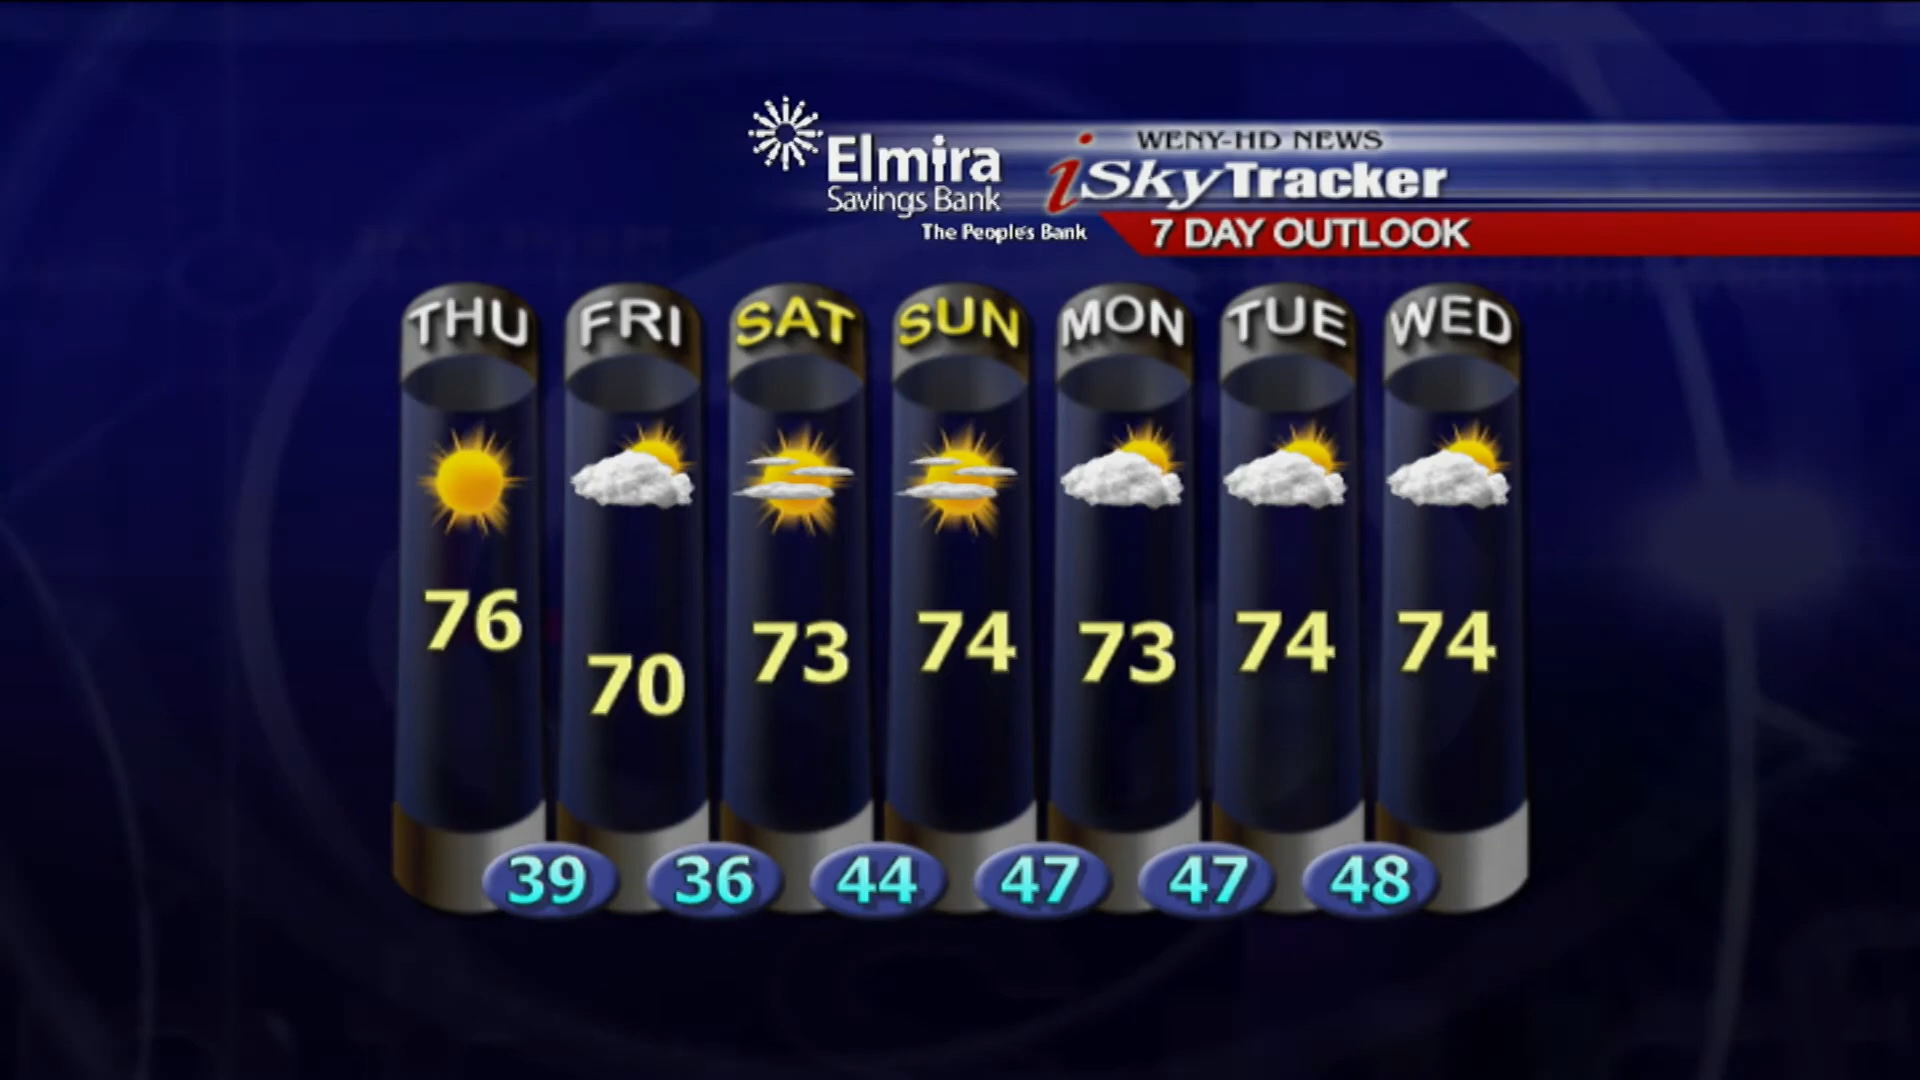 Elmira
Savings Bank
The People's Bank
WENY-HD NEWS
iSkyTracker
7 DAY OUTLOOK
THU FRI SAT SUN MON TUE WED
76 70 73 74 73 74 74
39 36 44 47 47 48